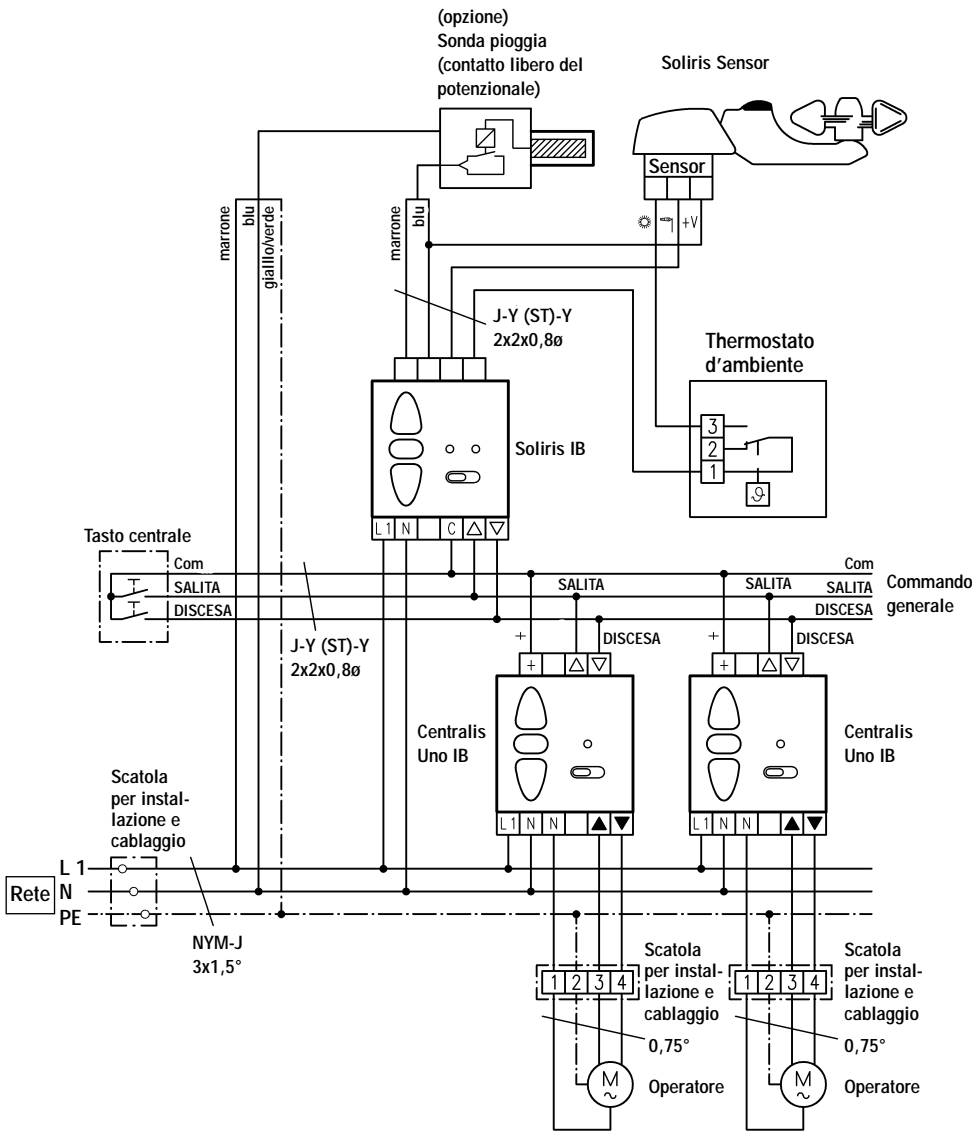 (opzione)
Sonda pioggia
(contatto libero del
potenzionale)
Soliris Sensor
Sensor
+V
marrone
blu
gialllo/verde
marrone
blu
J-Y (ST)-Y
2x2x0,8ø
Thermostato
d'ambiente
3
2
1
ϑ
Soliris IB
L1 N C △ ▽
Tasto centrale
Com
SALITA
DISCESA
Com
SALITA
DISCESA
Commando
generale
SALITA
SALITA
+ DISCESA
+ DISCESA
+ △ ▽
+ △ ▽
J-Y (ST)-Y
2x2x0,8ø
Centralis
Uno IB
Centralis
Uno IB
L1 N N ▲ ▼
L1 N N ▲ ▼
Scatola
per instal-
lazione e
cablaggio
Rete
L 1
N
PE
NYM-J
3x1,5°
1 2 3 4
Scatola
per instal-
lazione e
cablaggio
0,75°
1 2 3 4
Scatola
per instal-
lazione e
cablaggio
0,75°
M
~
Operatore
M
~
Operatore